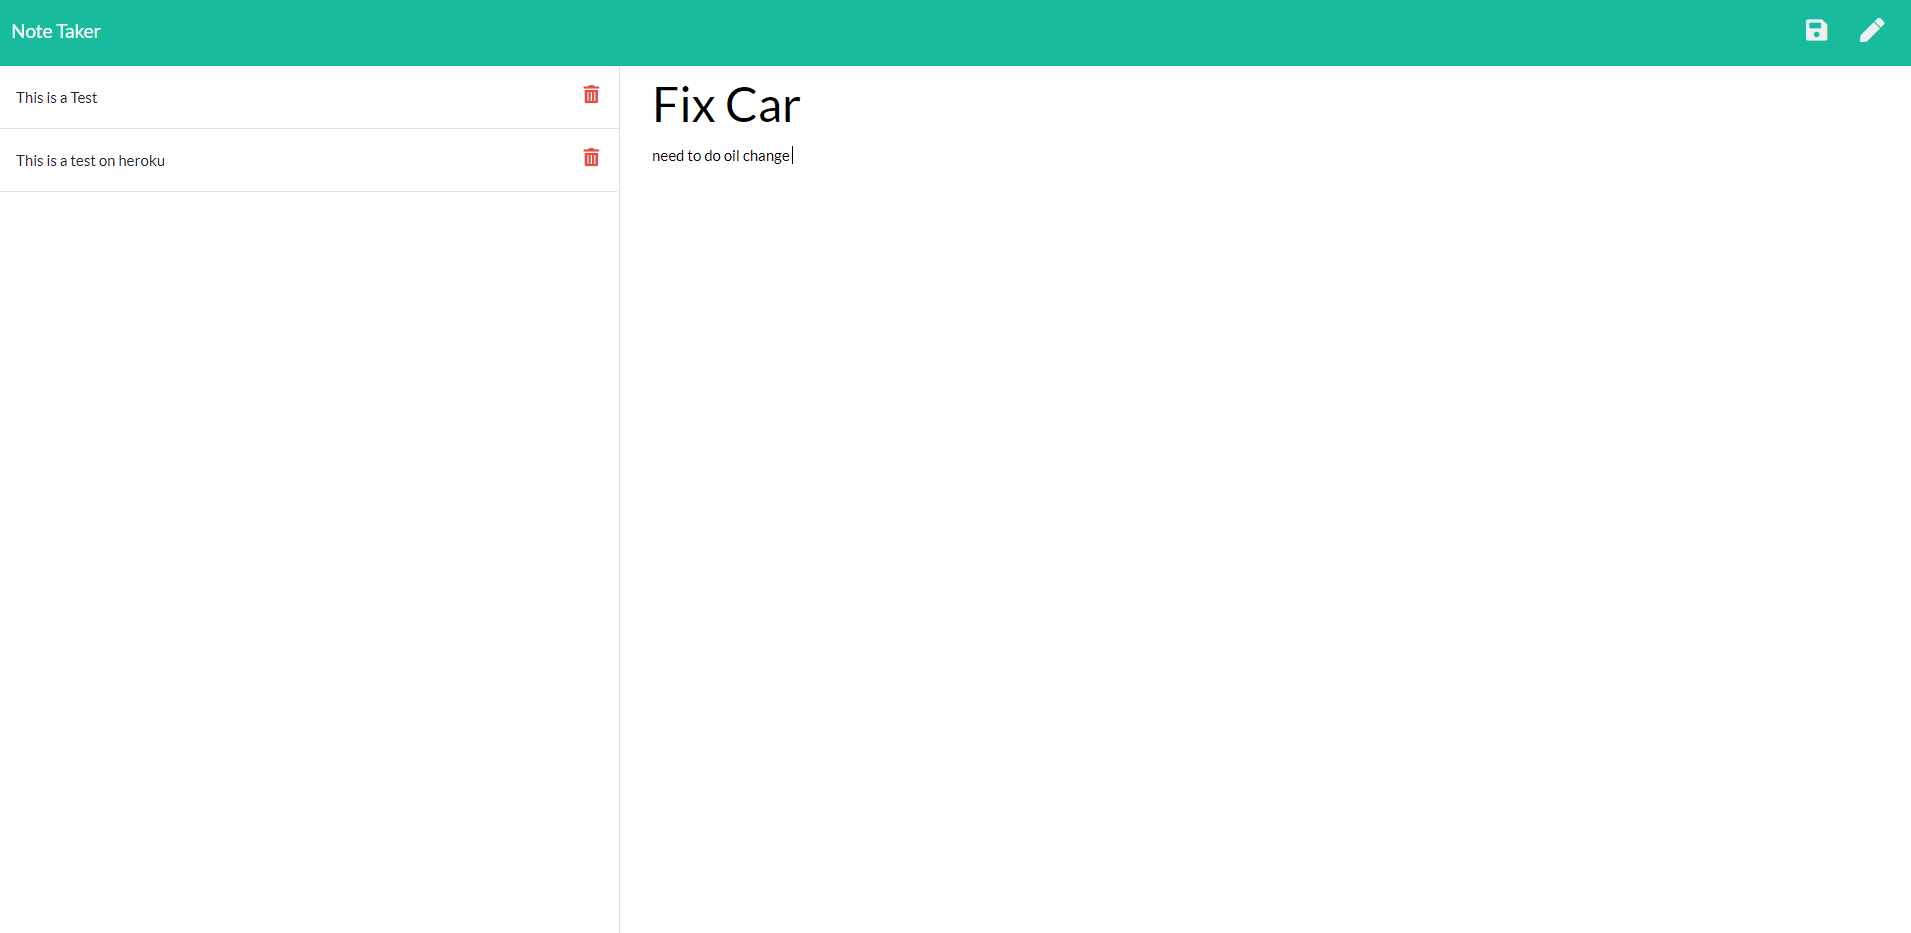 Note Taker
This is a Test
This is a test on heroku
Fix Car
need to do oil change